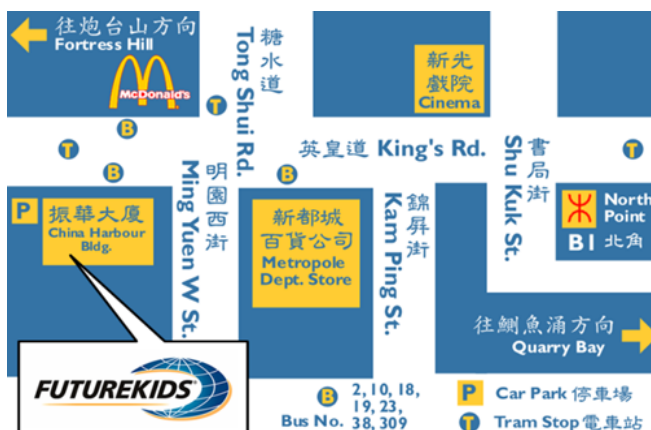 往炮台山方向
Fortress Hill
McDonald's
糖水道
Tong Shui Rd.
新光
戲院
Cinema
T
B
T
B
英皇道 King's Rd.
B
書局街
Shu Kuk St.
T
明園西街
Ming Yuen W St.
錦屏街
Kam Ping St.
P
振華大廈
China Harbour
Bldg.
新都城
百貨公司
Metropole
Dept. Store
North
Point
B1 北角
往鰂魚涌方向
Quarry Bay
FUTUREKIDS
B 2, 10, 18,
19, 23,
Bus No. 38, 309
P Car Park 停車場
T Tram Stop 電車站